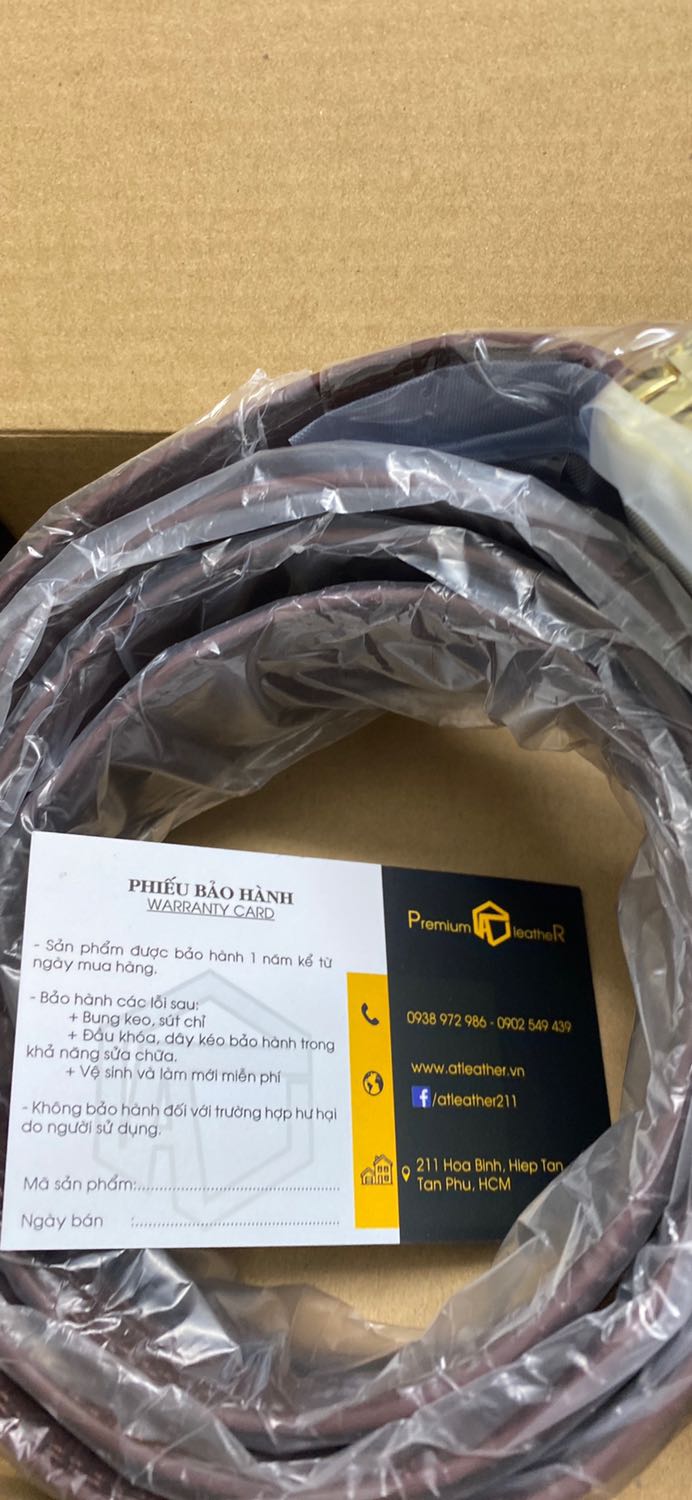 PHIẾU BẢO HÀNH
WARRANTY CARD
- Sản phẩm được bảo hành 1 năm kể từ
ngày mua hàng.
- Bảo hành các lỗi sau:
+ Bung keo, sút chỉ
+ Đầu khóa, dây kéo bảo hành trong
khả năng sửa chữa.
+ Vệ sinh và làm mới miễn phí
- Không bảo hành đối với trường hợp hư hại
do người sử dụng.
Mã sản phẩm:..................................................
Ngày bán :..................................................
Premium AT leatheR
0938 972 986 - 0902 549 439
www.atleather.vn
f/atleather211
211 Hoa Binh, Hiep Tan
Tan Phu, HCM